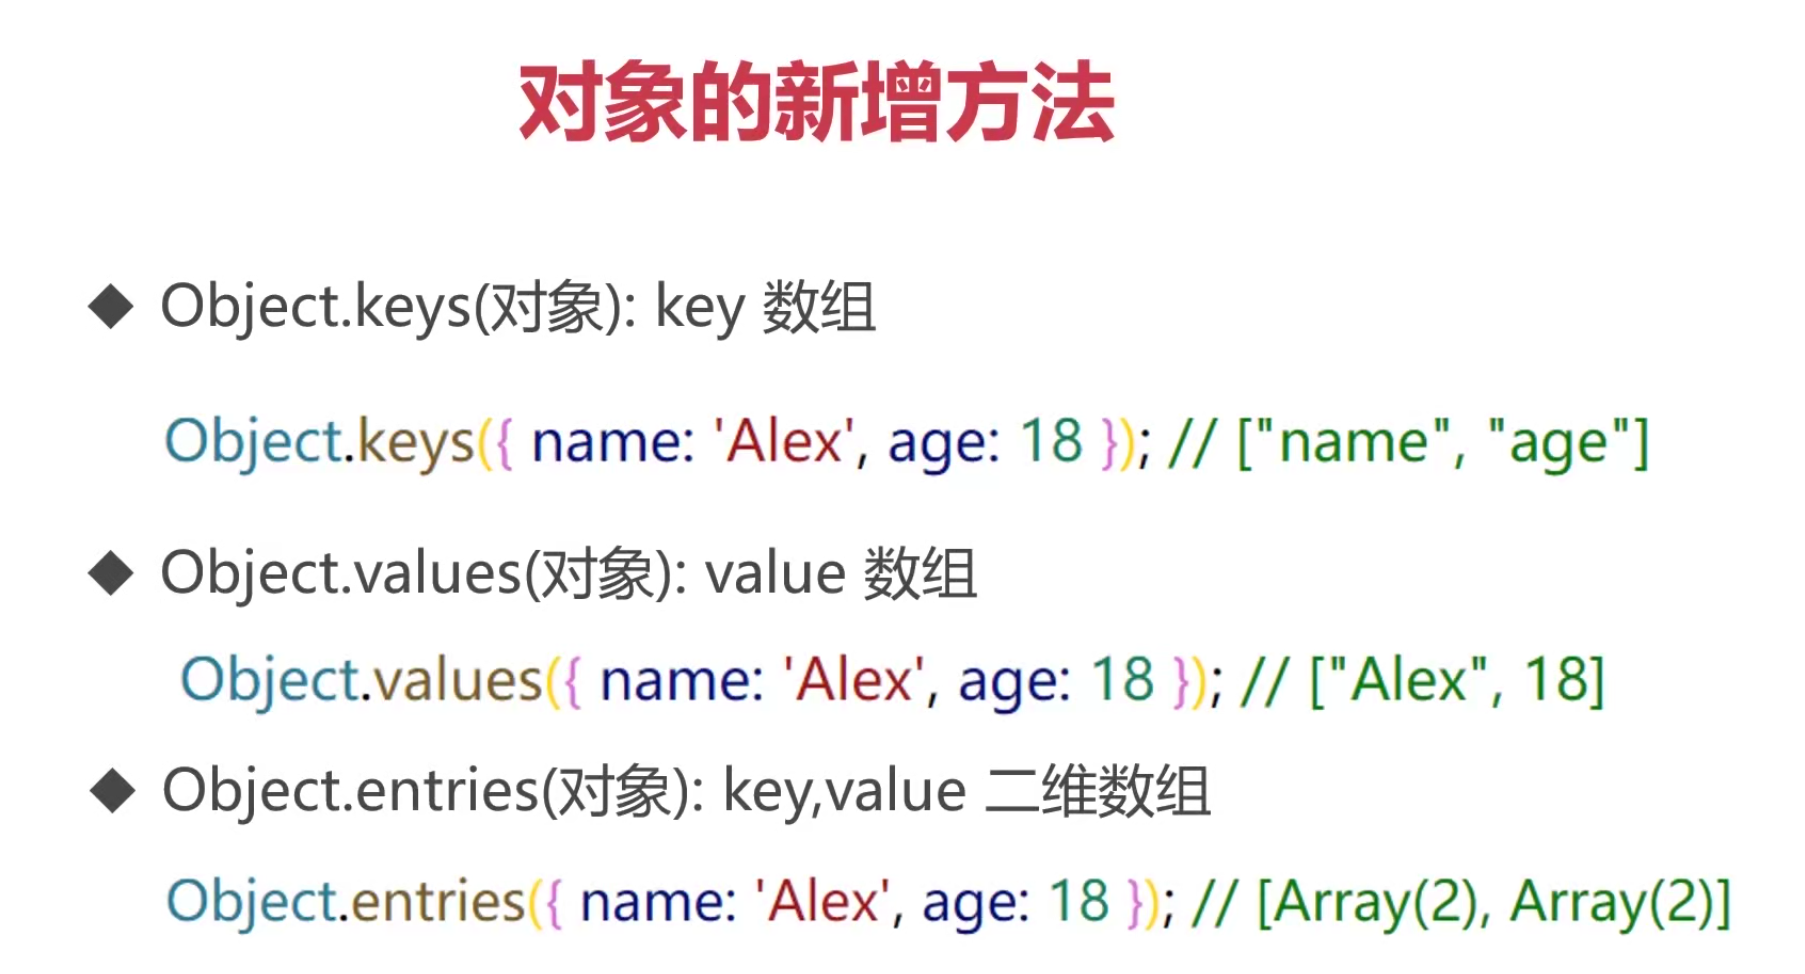 对象的新增方法
◆ Object.keys(对象): key 数组
Object.keys({ name: 'Alex', age: 18 }); // ["name", "age"]
◆ Object.values(对象): value 数组
Object.values({ name: 'Alex', age: 18 }); // ["Alex", 18]
◆ Object.entries(对象): key,value 二维数组
Object.entries({ name: 'Alex', age: 18 }); // [Array(2), Array(2)]